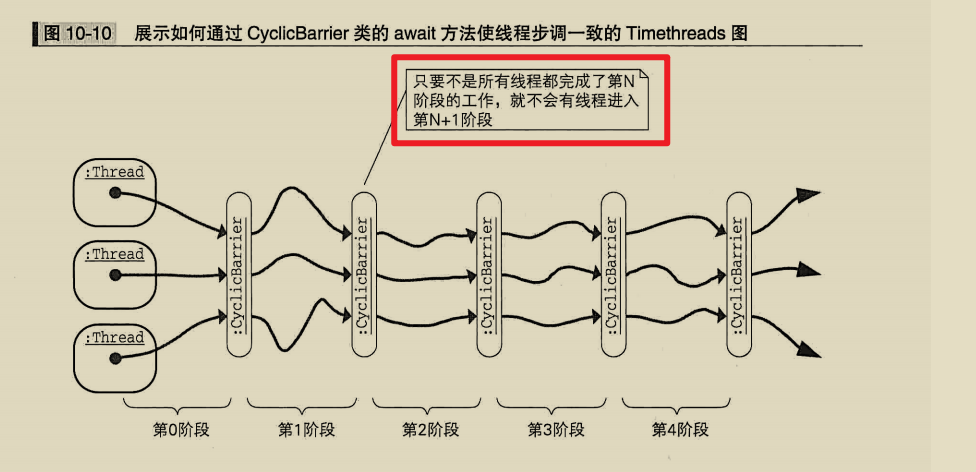 图 10-10 展示如何通过 CyclicBarrier 类的 await 方法使线程步调一致的 Timethreads 图
只要不是所有线程都完成了第N
阶段的工作，就不会有线程进入
第N+1阶段
:Thread
:Thread
:Thread
:CyclicBarrier
:CyclicBarrier
:CyclicBarrier
:CyclicBarrier
:CyclicBarrier
第0阶段
第1阶段
第2阶段
第3阶段
第4阶段